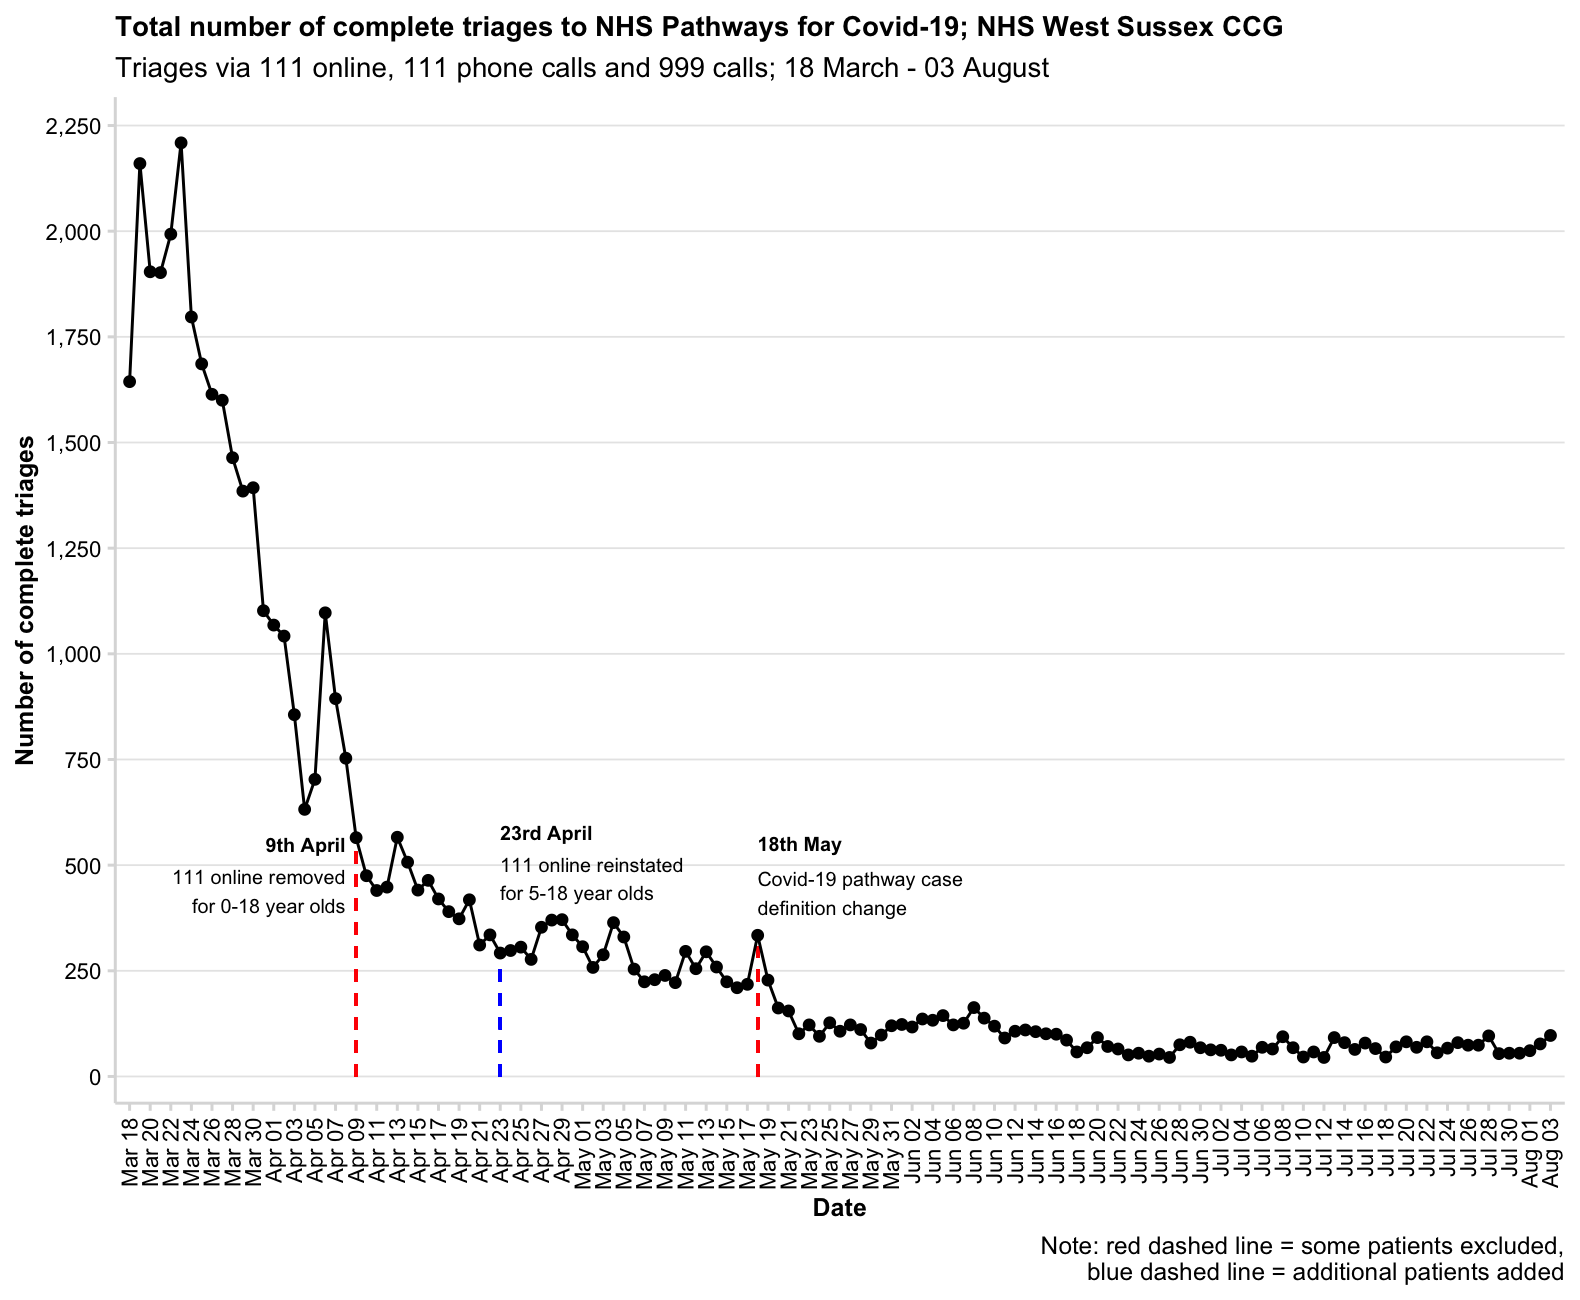 Total number of complete triages to NHS Pathways for Covid-19; NHS West Sussex CCG
Triages via 111 online, 111 phone calls and 999 calls; 18 March - 03 August
Number of complete triages
2,250
2,000
1,750
1,500
1,250
1,000
750
500
250
0
9th April
111 online removed
for 0-18 year olds
23rd April
111 online reinstated
for 5-18 year olds
18th May
Covid-19 pathway case
definition change
Mar 18
Mar 20
Mar 22
Mar 24
Mar 26
Mar 28
Mar 30
Apr 01
Apr 03
Apr 05
Apr 07
Apr 09
Apr 11
Apr 13
Apr 15
Apr 17
Apr 19
Apr 21
Apr 23
Apr 25
Apr 27
Apr 29
May 01
May 03
May 05
May 07
May 09
May 11
May 13
May 15
May 17
May 19
May 21
May 23
May 25
May 27
May 29
May 31
Jun 02
Jun 04
Jun 06
Jun 08
Jun 10
Jun 12
Jun 14
Jun 16
Jun 18
Jun 20
Jun 22
Jun 24
Jun 26
Jun 28
Jun 30
Jul 02
Jul 04
Jul 06
Jul 08
Jul 10
Jul 12
Jul 14
Jul 16
Jul 18
Jul 20
Jul 22
Jul 24
Jul 26
Jul 28
Jul 30
Aug 01
Aug 03
Date
Note: red dashed line = some patients excluded,
blue dashed line = additional patients added